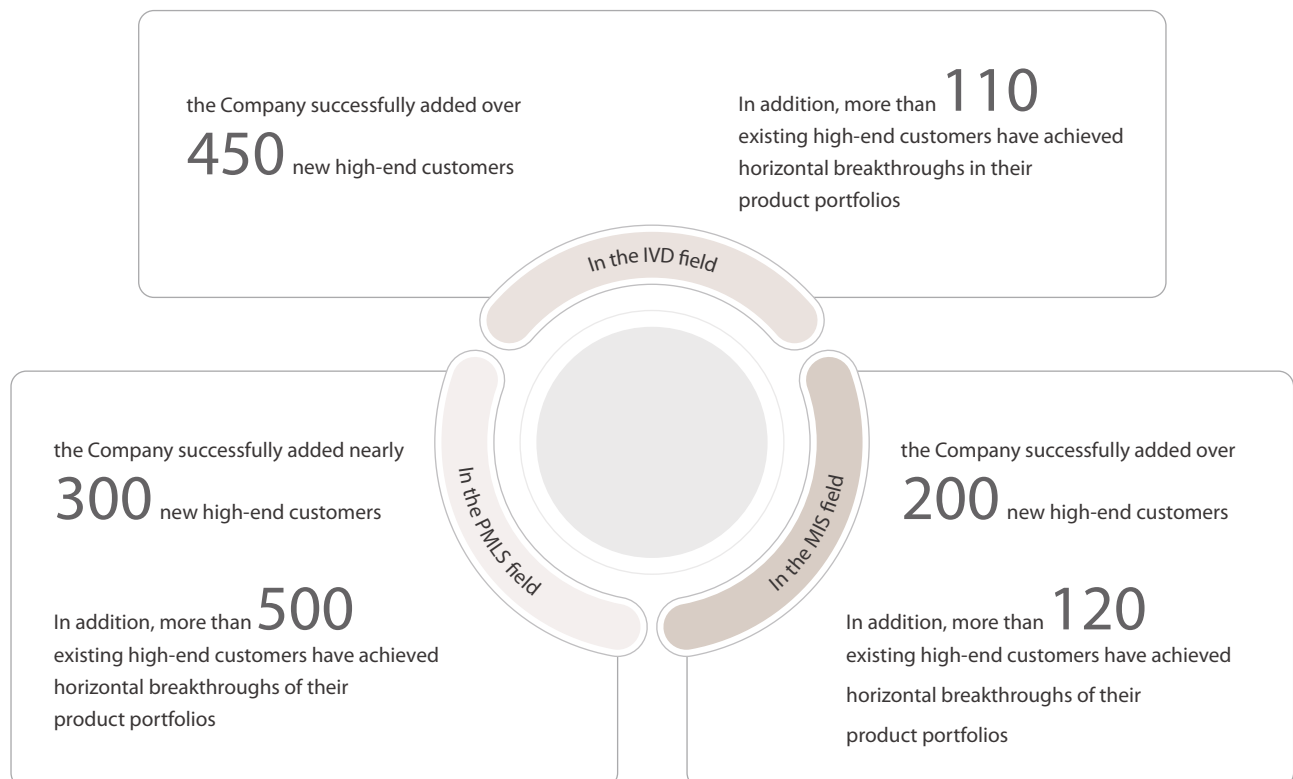 the Company successfully added over
450 new high-end customers
In addition, more than 110
existing high-end customers have achieved
horizontal breakthroughs in their
product portfolios
In the IVD field
the Company successfully added nearly
300 new high-end customers
In addition, more than 500
existing high-end customers have achieved
horizontal breakthroughs of their
product portfolios
In the PMLS field
In the MIS field
the Company successfully added over
200 new high-end customers
In addition, more than 120
existing high-end customers have achieved
horizontal breakthroughs of their
product portfolios